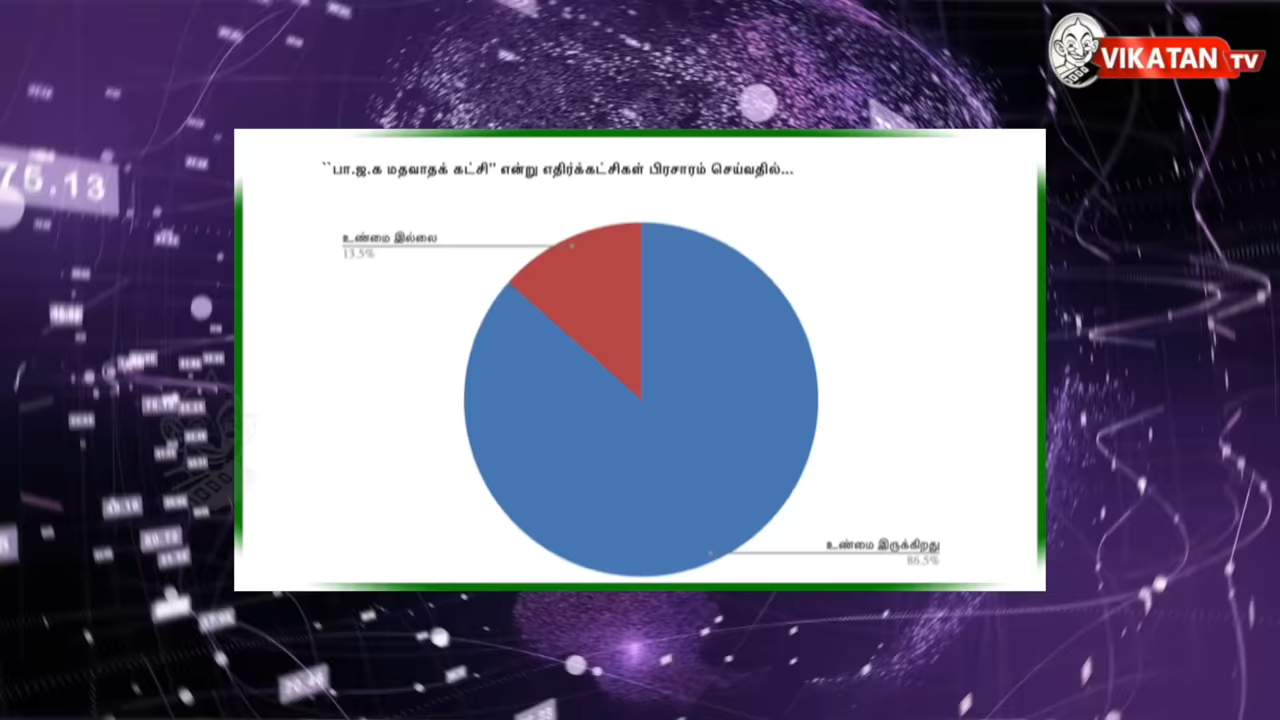 VIKATAN TV
75.13
``பா.ஜ.க மதவாதக் கட்சி" என்று எதிர்க்கட்சிகள் பிரசாரம் செய்வதில்...
உண்மை இல்லை
13.5%
உண்மை இருக்கிறது
86.5%